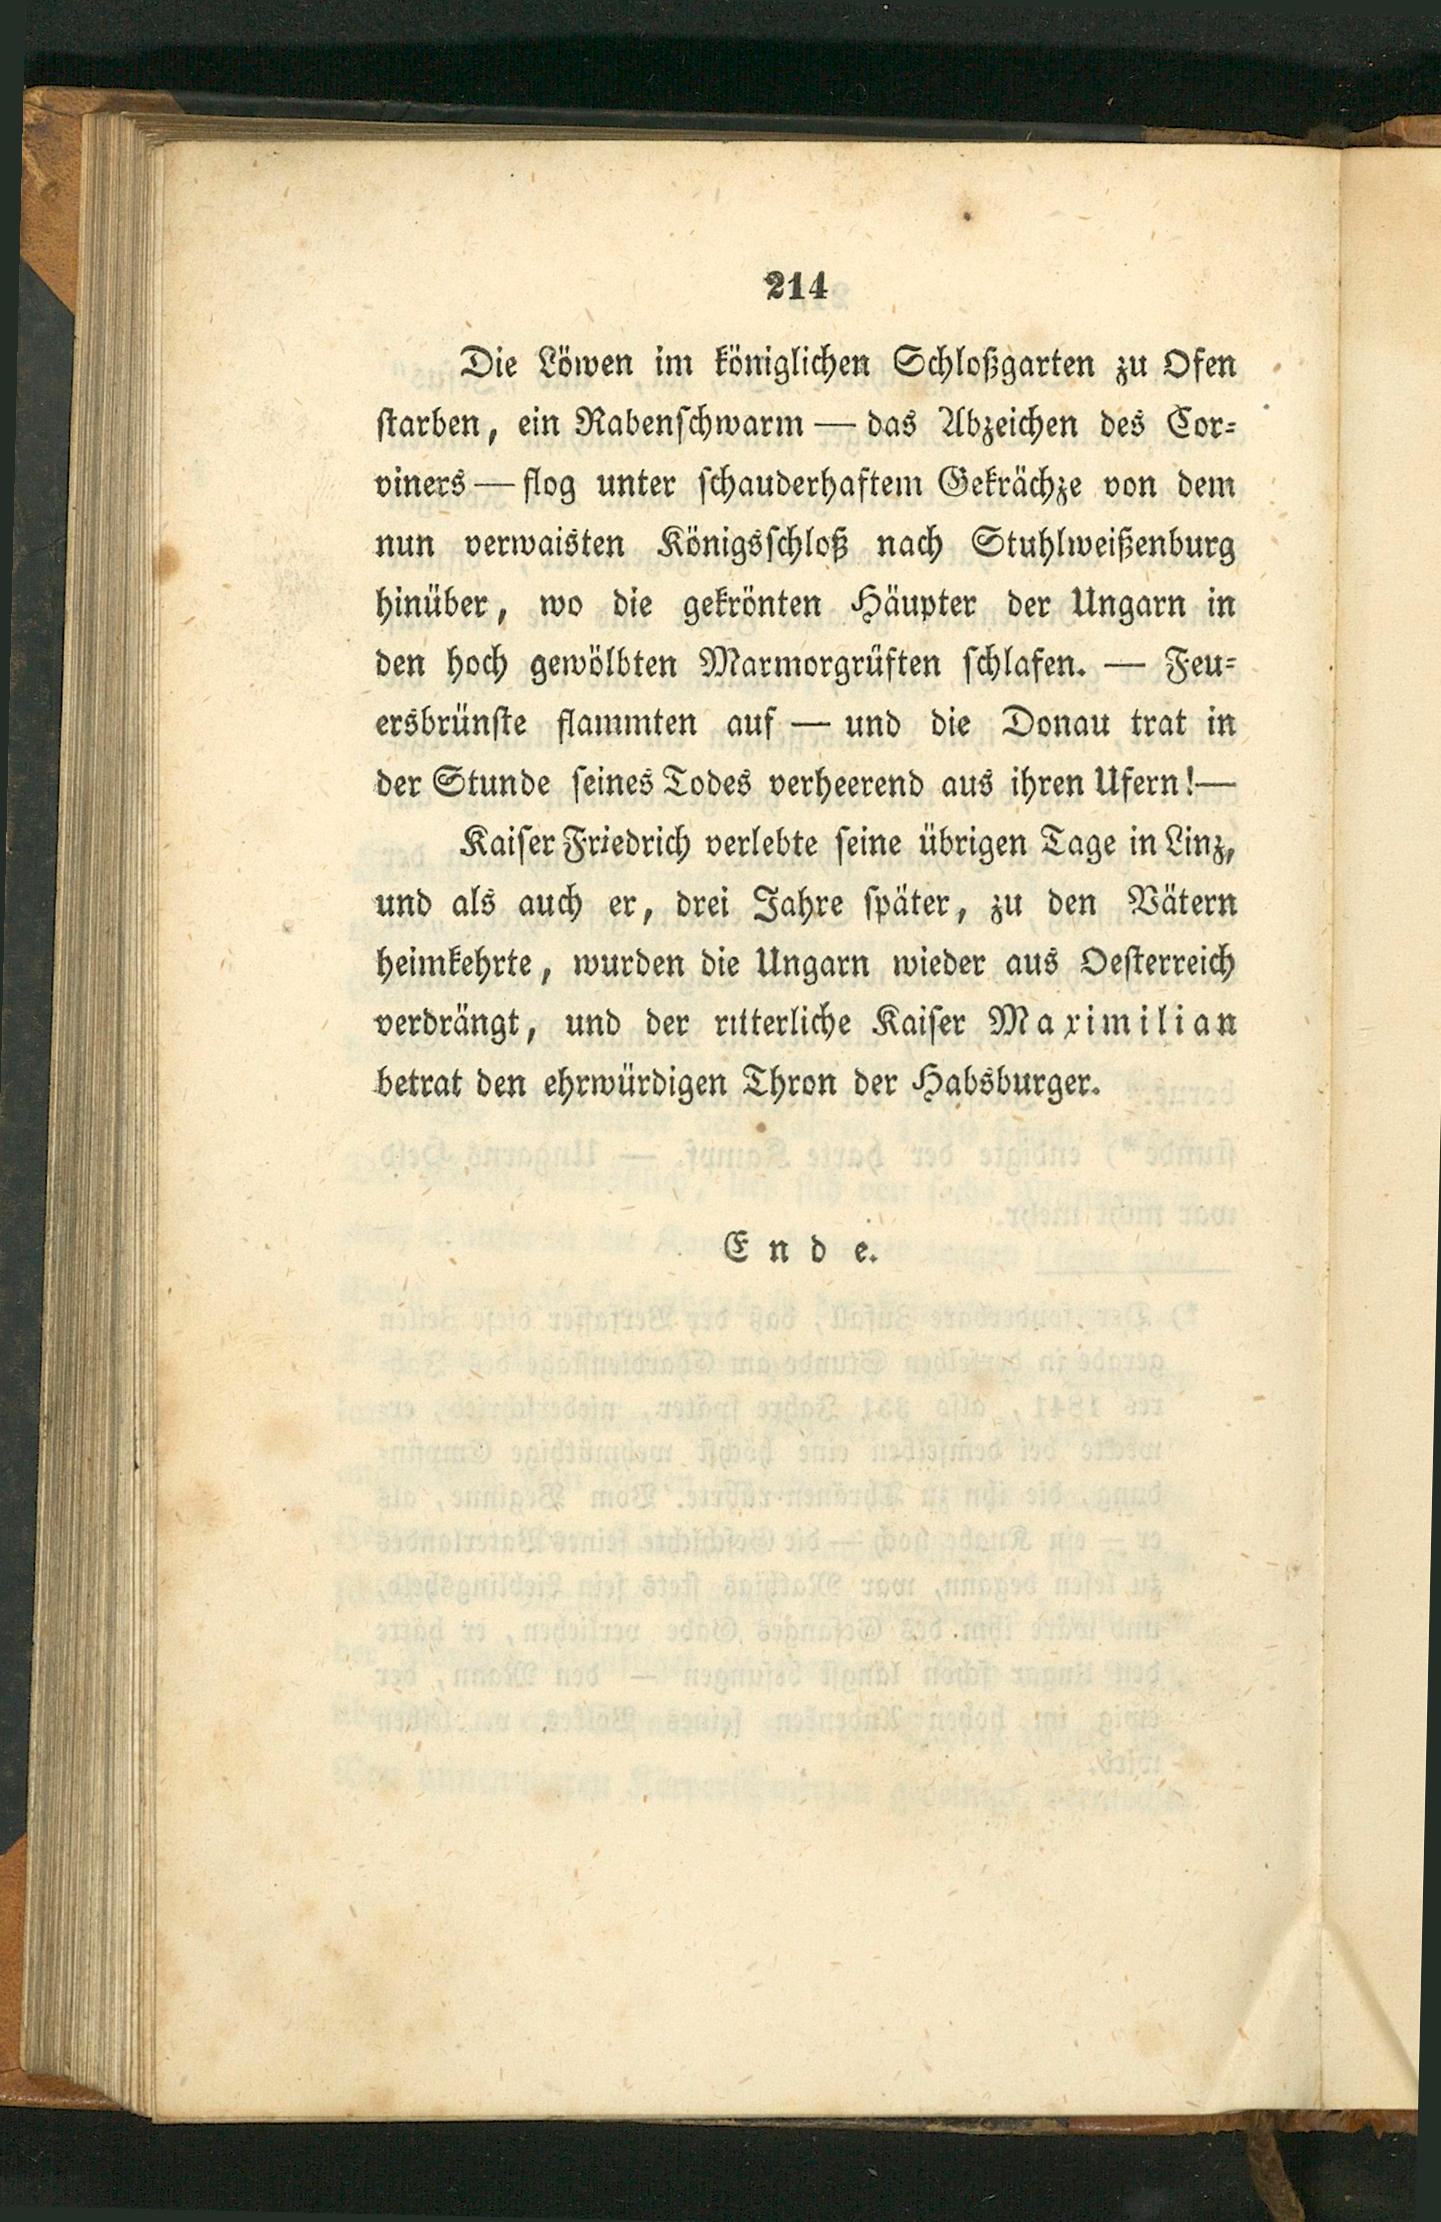 214
Die Löwen im königlichen Schloßgarten zu Ofen
starben, ein Rabenschwarm — das Abzeichen des Cor-
viners — flog unter schauderhaftem Gekrächze von dem
nun verwaisten Königsschloß nach Stuhlweißenburg
hinüber, wo die gekrönten Häupter der Ungarn in
den hoch gewölbten Marmorgrüften schlafen. — Feu-
ersbrünste flammten auf — und die Donau trat in
der Stunde seines Todes verheerend aus ihren Ufern! —
Kaiser Friedrich verlebte seine übrigen Tage in Linz,
und als auch er, drei Jahre später, zu den Vätern
heimkehrte, wurden die Ungarn wieder aus Oesterreich
verdrängt, und der ritterliche Kaiser Maximilian
betrat den ehrwürdigen Thron der Habsburger.
Ende.